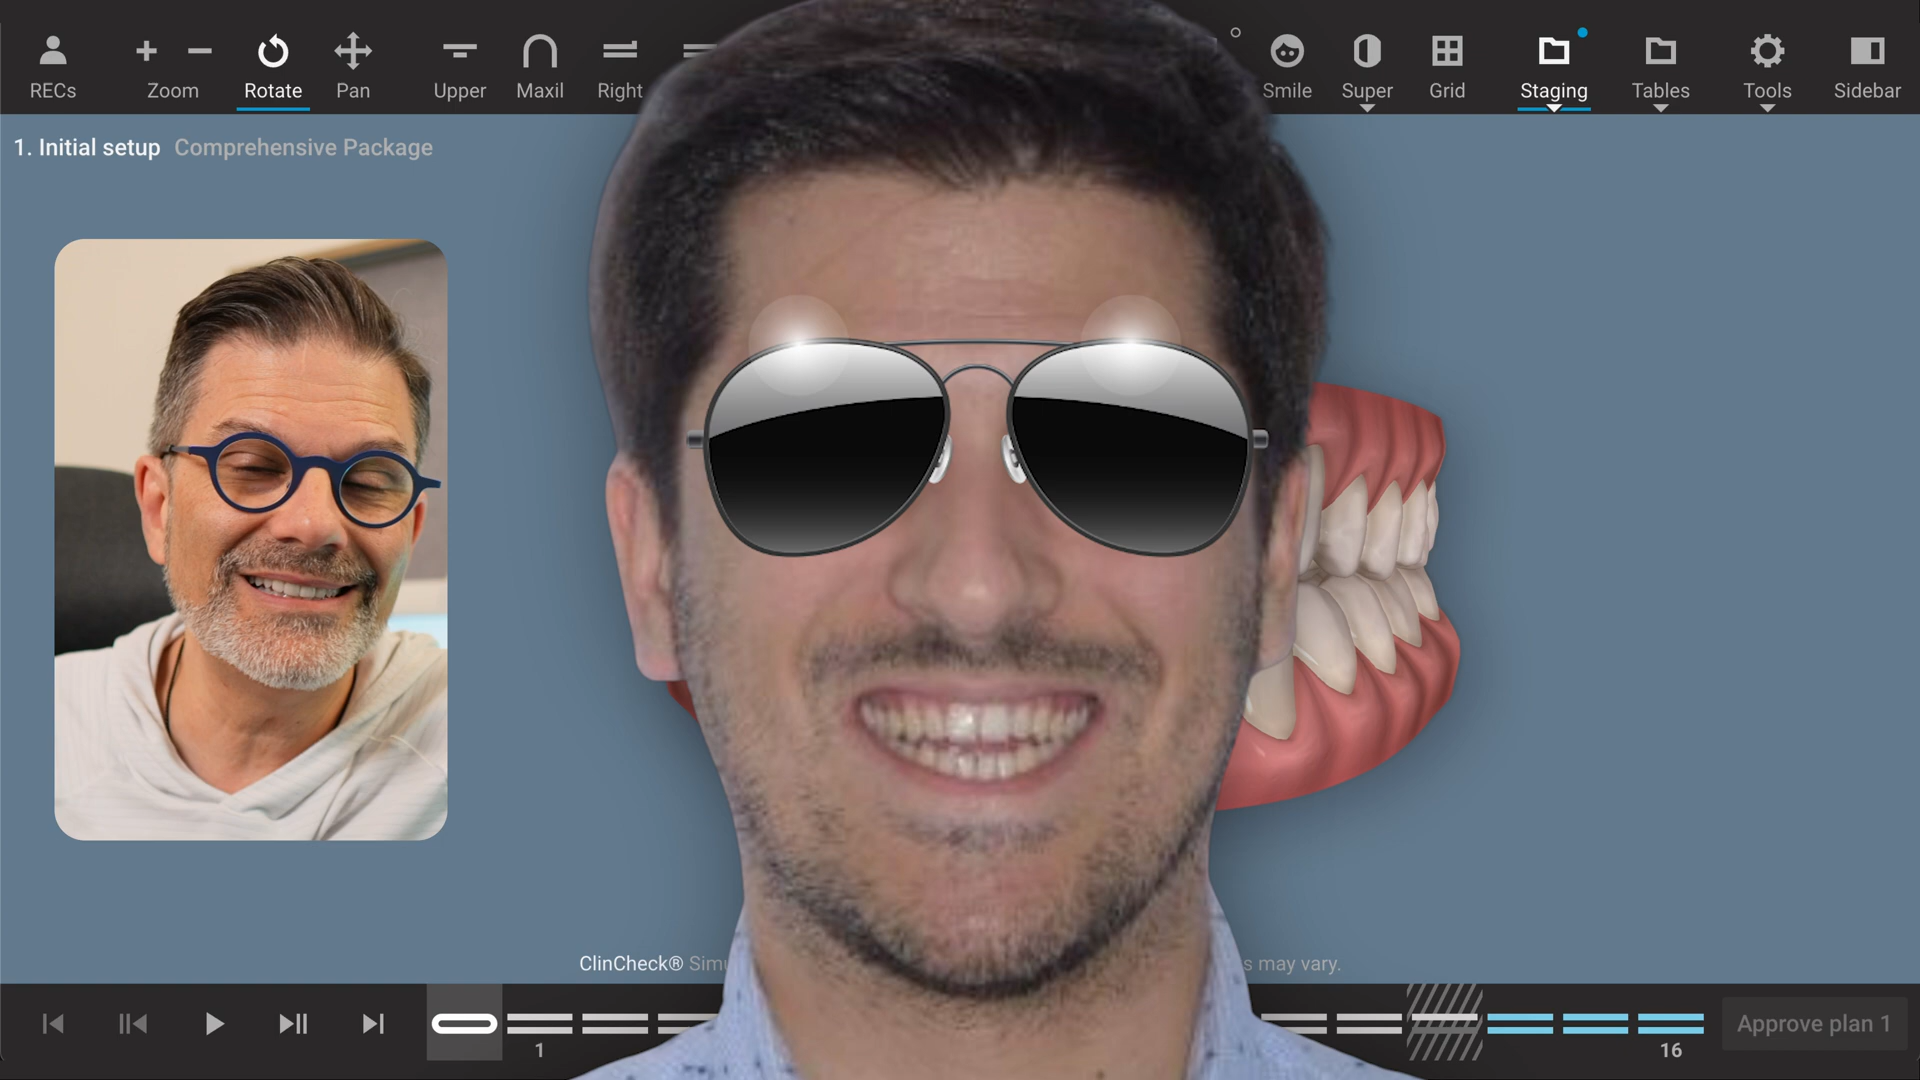 RECs
Zoom
Rotate
Pan
Upper
Maxil
Right
Smile
Super
Grid
Staging
Tables
Tools
Sidebar
1. Initial setup Comprehensive Package
ClinCheck® s may vary.
1
16
Approve plan 1